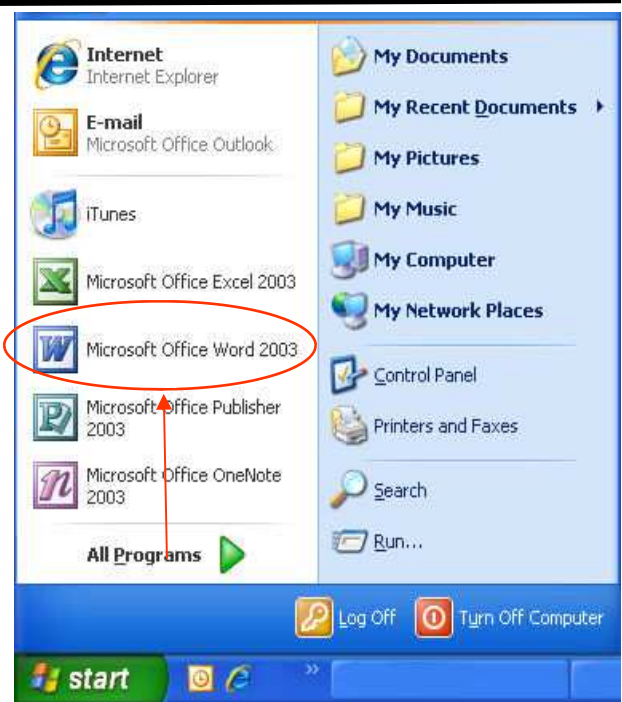 Internet
Internet Explorer
E-mail
Microsoft Office Outlook
iTunes
Microsoft Office Excel 2003
Microsoft Office Word 2003
Microsoft Office Publisher
2003
Microsoft Office OneNote
2003
All Programs
My Documents
My Recent Documents
My Pictures
My Music
My Computer
My Network Places
Control Panel
Printers and Faxes
Search
Run...
Log Off
Turn Off Computer
start